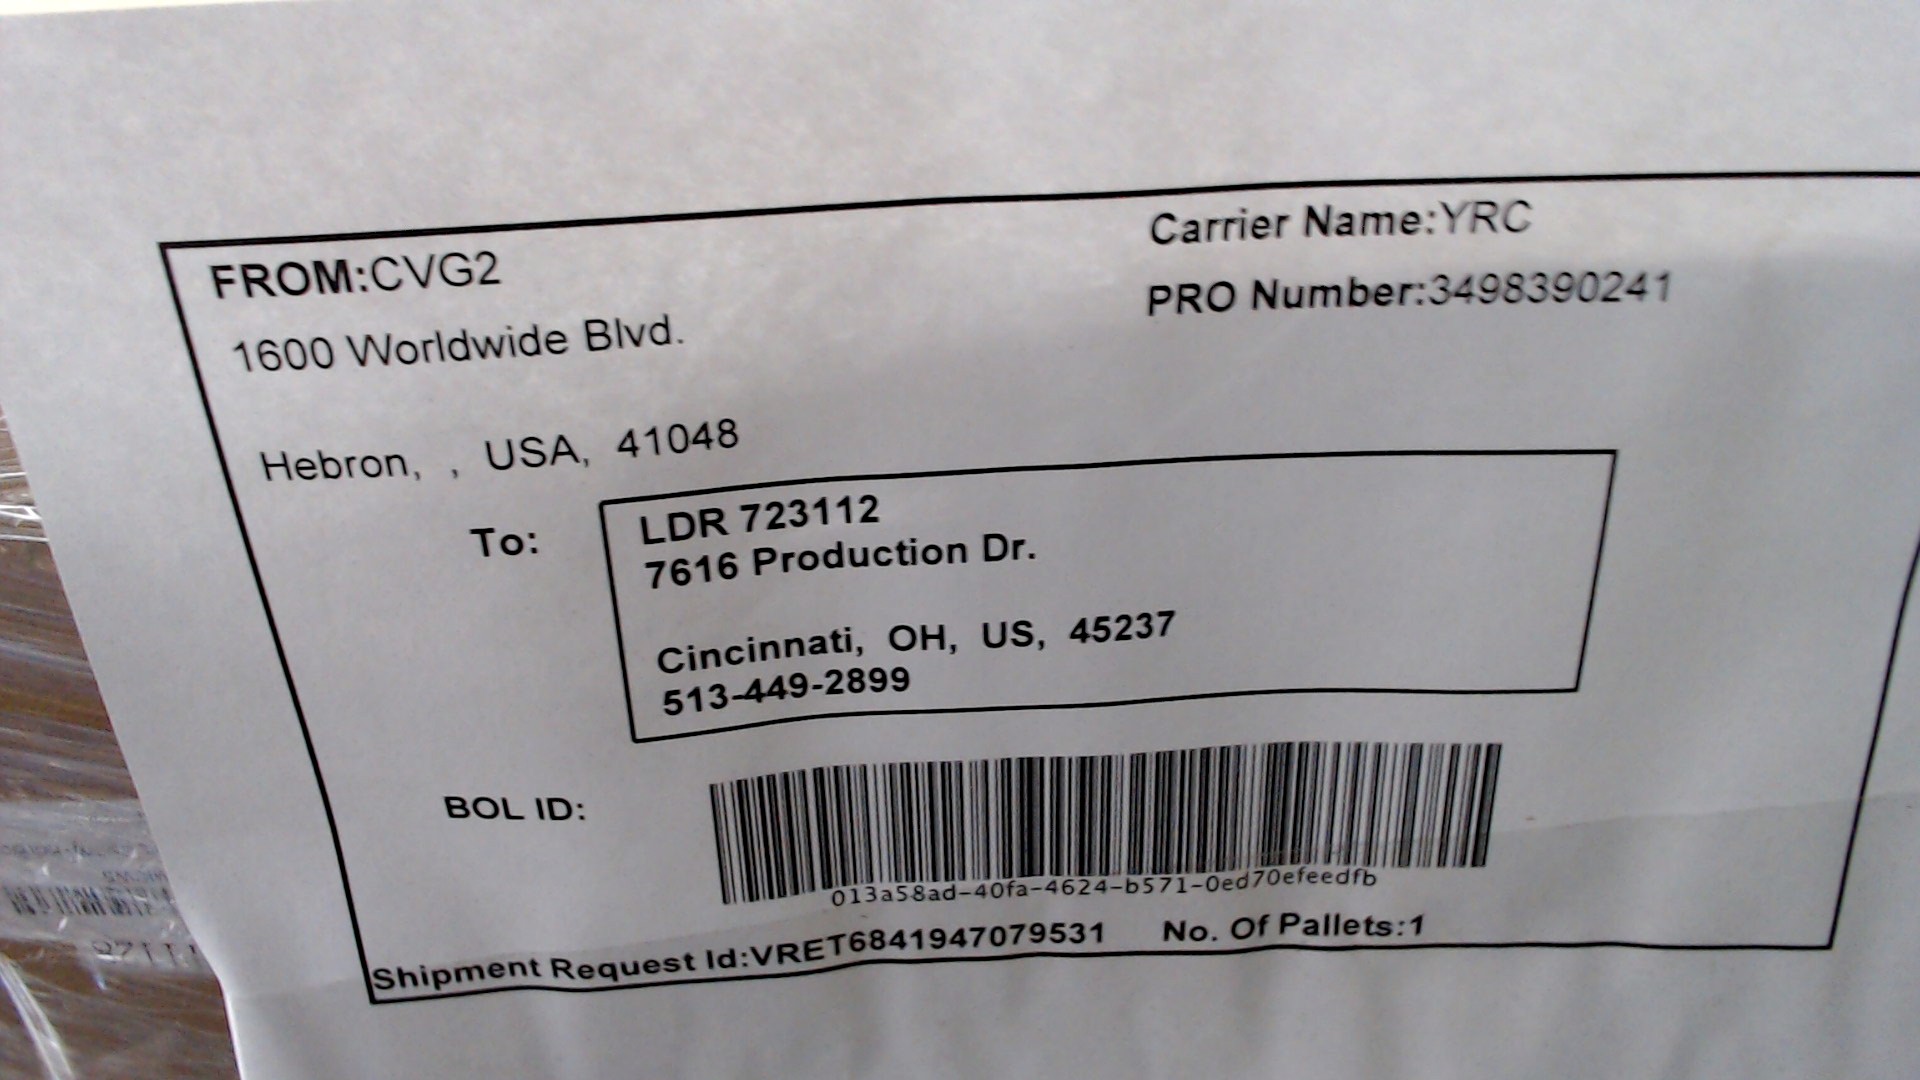 FROM:CVG2
1600 Worldwide Blvd.
Hebron, , USA, 41048
Carrier Name:YRC
PRO Number:3498390241
To:
LDR 723112
7616 Production Dr.
Cincinnati, OH, US, 45237
513-449-2899
BOL ID:
013a58ad-40fa-4624-b571-0ed70efeedfb
Shipment Request Id:VRET6841947079531 No. Of Pallets:1